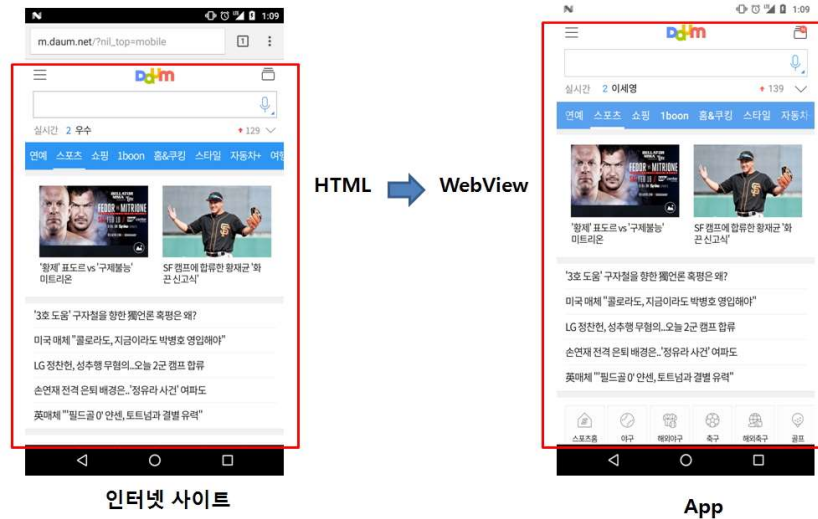 1:09
m.daum.net/?nil_top=mobile
1
Daum
실시간 2 우수 129
연예 스포츠 쇼핑 1boon 홈&쿠킹 스타일 자동차+ 여행
BELLATOR
FEDOR vs MITRIONE
FEB 18
'황제' 표도르 vs '구제불능' 미트리온
SF 캠프에 합류한 황재균 '화끈 신고식'
'3호 도움' 구자철을 향한 獨언론 혹평은 왜?
미국 매체 "콜로라도, 지금이라도 박병호 영입해야"
LG 정찬헌, 성추행 무혐의..오늘 2군 캠프 합류
손연재 전격 은퇴 배경은..'정유라 사건' 여파도
英매체 "'필드골 0' 얀센, 토트넘과 결별 유력"
인터넷 사이트
HTML
WebView
1:09
Daum
실시간 2 이세영 139
연예 스포츠 쇼핑 1boon 홈&쿠킹 스타일 자동차
BELLATOR
FEDOR vs MITRIONE
FEB 18
'황제' 표도르 vs '구제불능'
미트리온
SF 캠프에 합류한 황재균 '화
끈 신고식'
'3호 도움' 구자철을 향한 獨언론 혹평은 왜?
미국 매체 "콜로라도, 지금이라도 박병호 영입해야"
LG 정찬헌, 성추행 무혐의..오늘 2군 캠프 합류
손연재 전격 은퇴 배경은..'정유라 사건' 여파도
英매체 "'필드골 0' 얀센, 토트넘과 결별 유력"
스포츠홈 야구 해외야구 축구 해외축구 골프
App